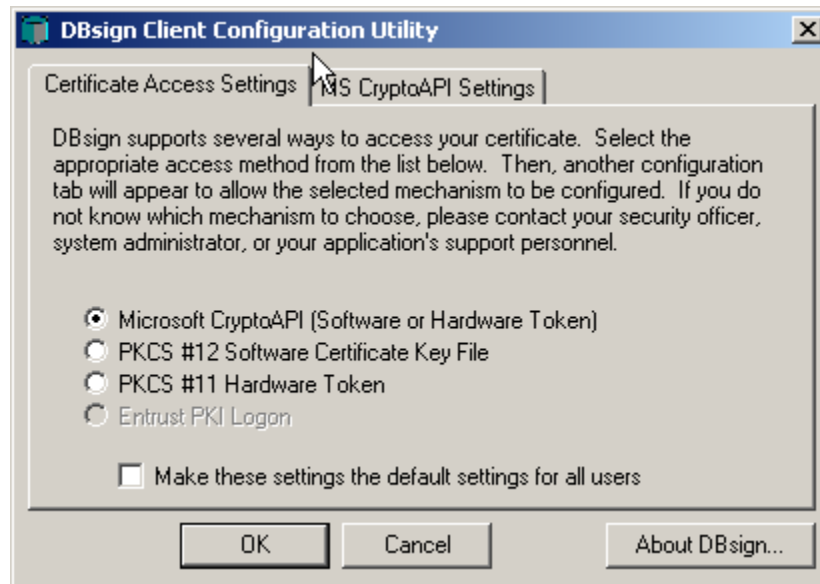 DBsign Client Configuration Utility
Certificate Access Settings
MS CryptoAPI Settings
DBsign supports several ways to access your certificate. Select the
appropriate access method from the list below. Then, another configuration
tab will appear to allow the selected mechanism to be configured. If you do
not know which mechanism to choose, please contact your security officer,
system administrator, or your application's support personnel.
Microsoft CryptoAPI (Software or Hardware Token)
PKCS #12 Software Certificate Key File
PKCS #11 Hardware Token
Entrust PKI Logon
Make these settings the default settings for all users
OK
Cancel
About DBsign...